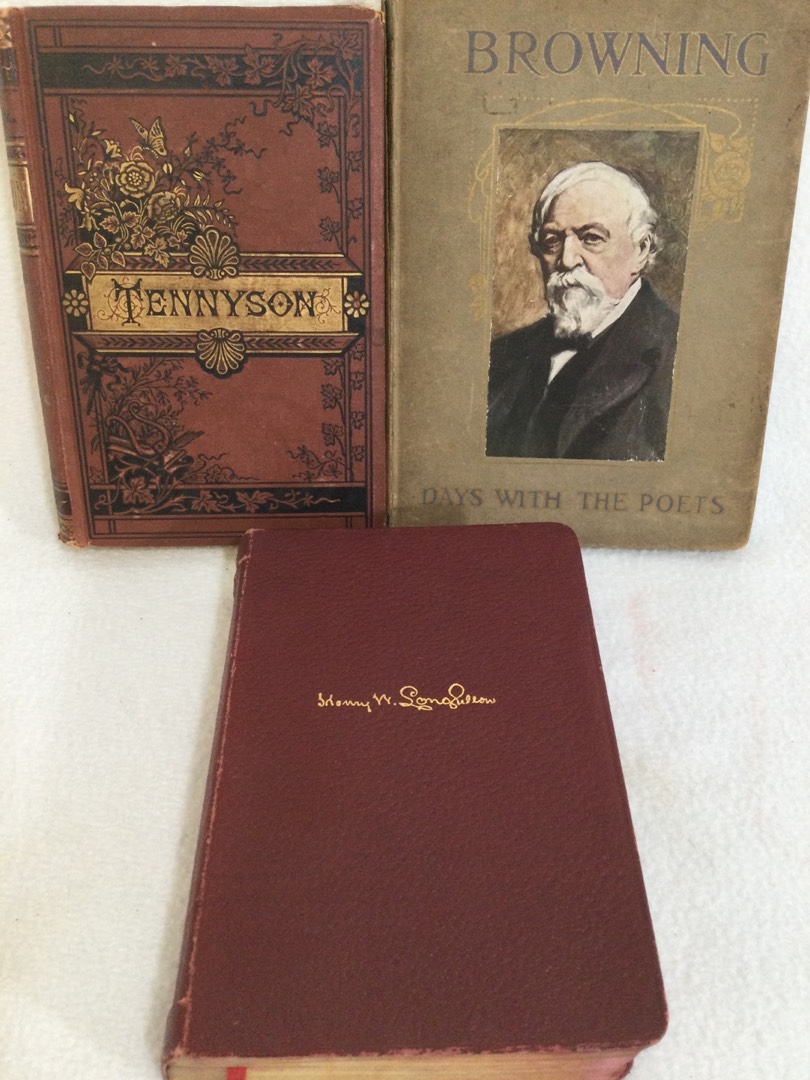 TENNYSON
BROWNING
DAYS WITH THE POETS
Henry W. Longfellow